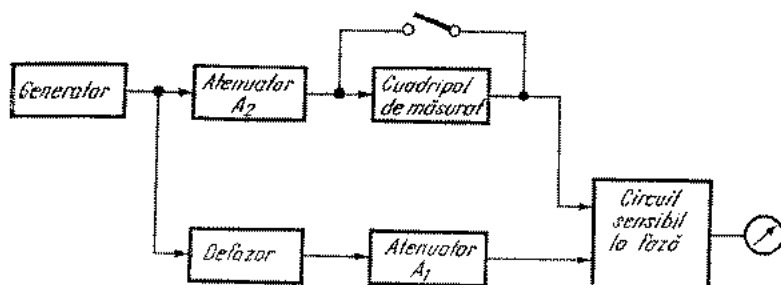 Generator
Atenuator
A2
Cuadripol
de măsurat
Defazor
Atenuator
A1
Circuit
sensibil
la fază